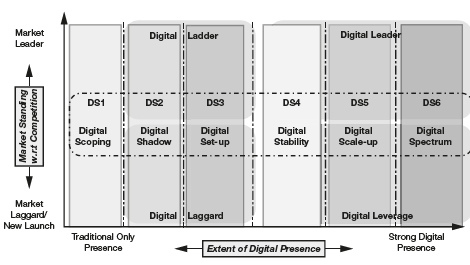 Market
Leader
Digital Ladder
Digital Leader
Market Standing
w.r.t Competition
DS1
DS2
DS3
DS4
DS5
DS6
Digital
Scoping
Digital
Shadow
Digital
Set-up
Digital
Stability
Digital
Scale-up
Digital
Spectrum
Market
Laggard/
New Launch
Digital Laggard
Digital Leverage
Traditional Only
Presence
Extent of Digital Presence
Strong Digital
Presence